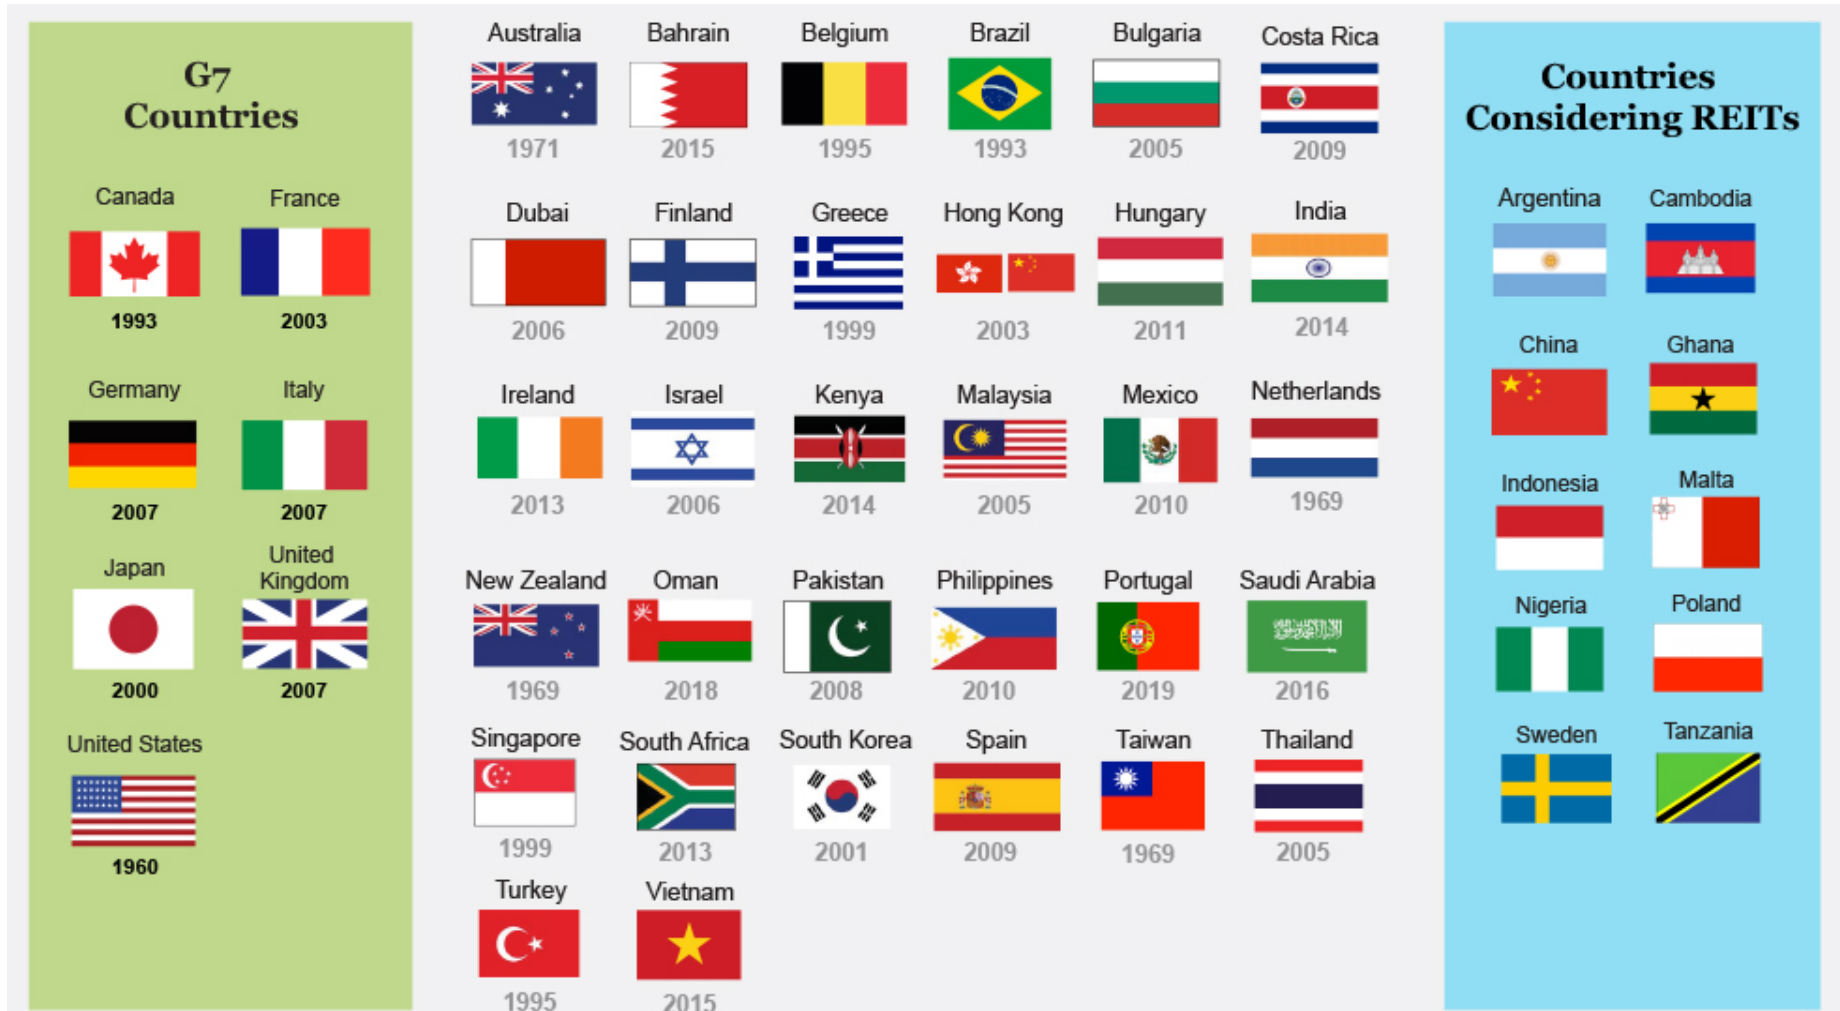 G7
Countries
Canada France
1993 2003
Germany Italy
2007 2007
Japan United
Kingdom
2000 2007
United States
1960
Australia Bahrain Belgium Brazil Bulgaria Costa Rica
1971 2015 1995 1993 2005 2009
Dubai Finland Greece Hong Kong Hungary India
2006 2009 1999 2003 2011 2014
Ireland Israel Kenya Malaysia Mexico Netherlands
2013 2006 2014 2005 2010 1969
New Zealand Oman Pakistan Philippines Portugal Saudi Arabia
1969 2018 2008 2010 2019 2016
Singapore South Africa South Korea Spain Taiwan Thailand
1999 2013 2001 2009 1969 2005
Turkey Vietnam
1995 2015
Countries
Considering REITs
Argentina Cambodia
China Ghana
Indonesia Malta
Nigeria Poland
Sweden Tanzania